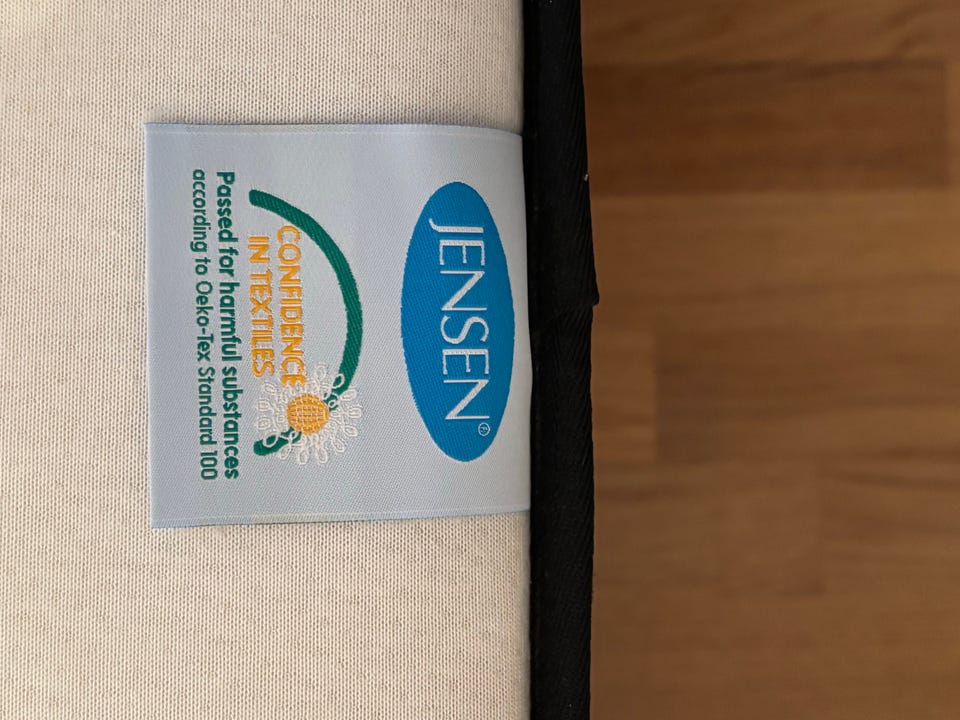 JENSEN®
CONFIDENCE
IN TEXTILES
Passed for harmful substances
according to Oeko-Tex Standard 100